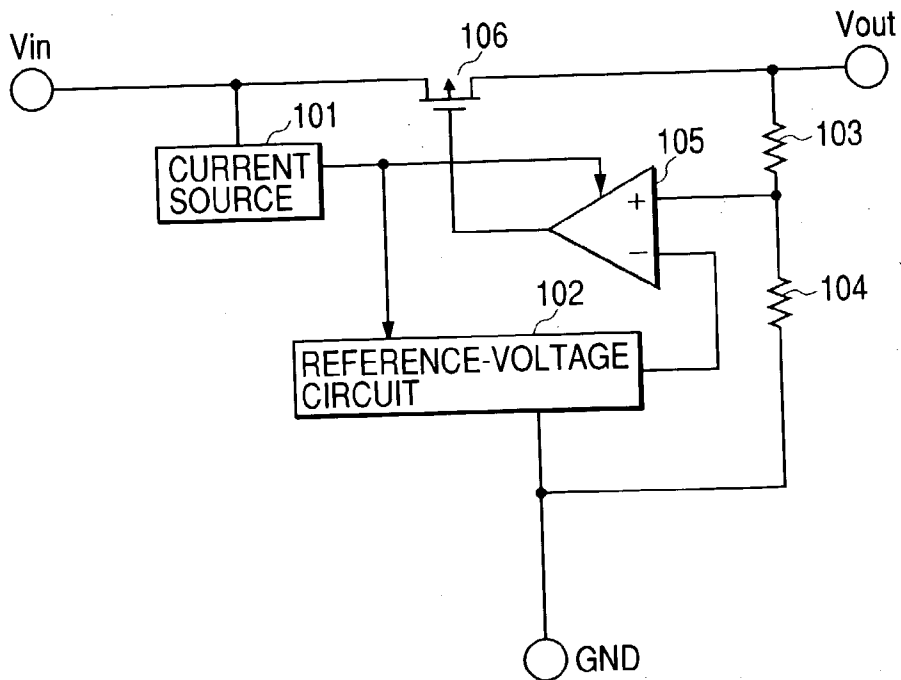 Vin
106
Vout
101
CURRENT
SOURCE
105
103
+
−
104
102
REFERENCE-VOLTAGE
CIRCUIT
GND